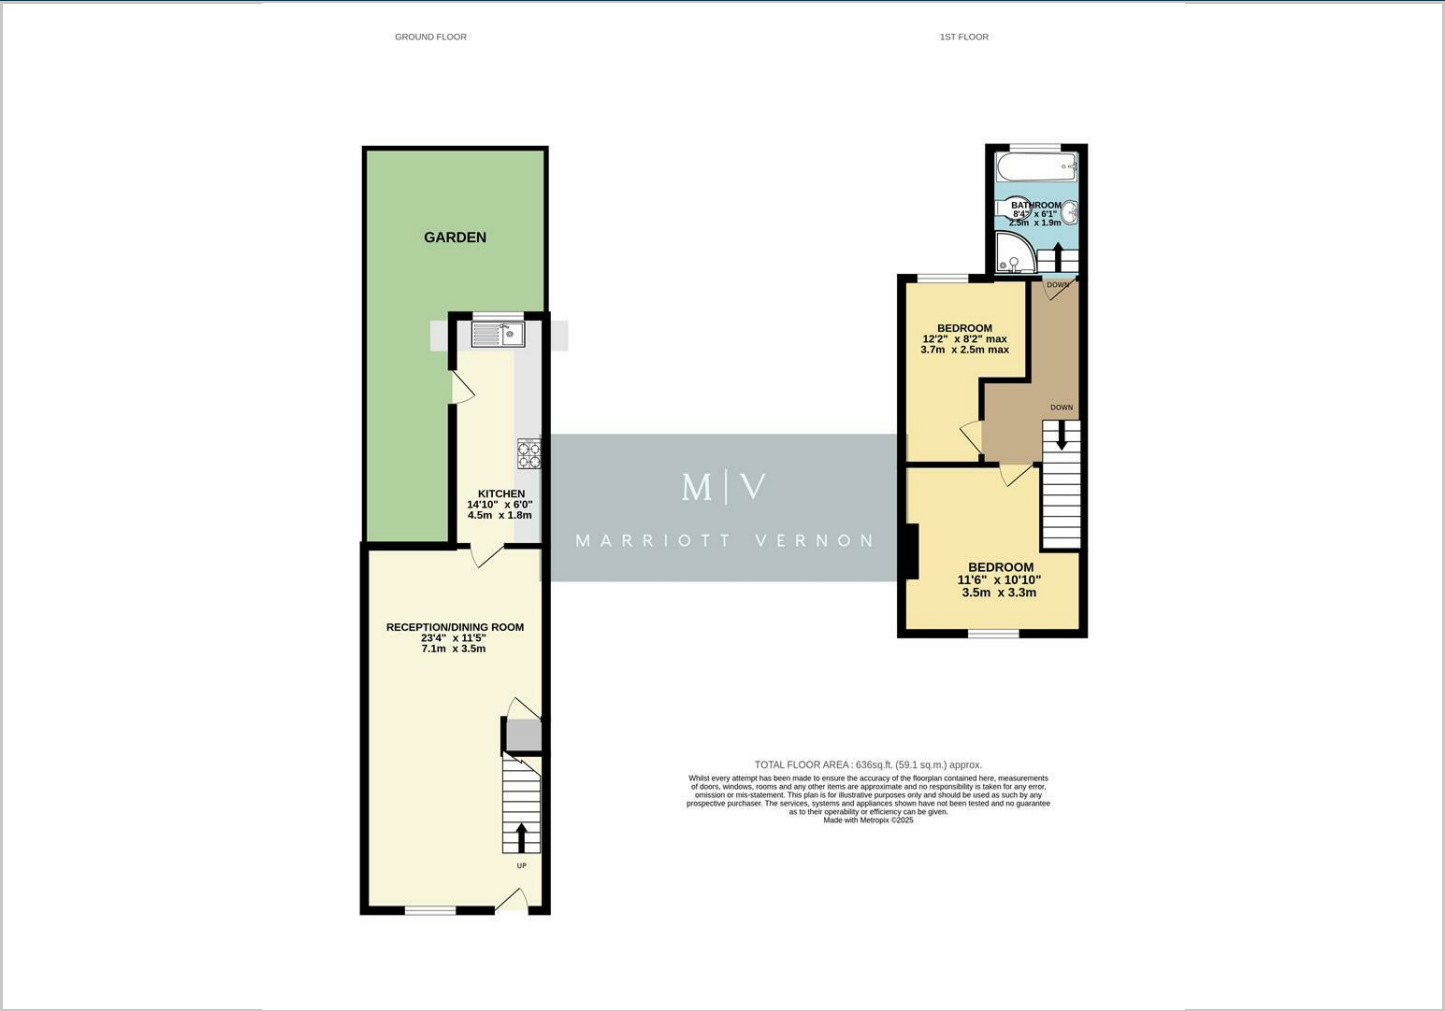 GROUND FLOOR
1ST FLOOR
GARDEN
KITCHEN
14'10" x 6'0"
4.5m x 1.8m
RECEPTION/DINING ROOM
23'4" x 11'5"
7.1m x 3.5m
UP
BATHROOM
8'4" x 6'1"
2.5m x 1.9m
DOWN
BEDROOM
12'2" x 8'2" max
3.7m x 2.5m max
DOWN
BEDROOM
11'6" x 10'10"
3.5m x 3.3m
M|V
MARRIOTT VERNON
TOTAL FLOOR AREA : 636sq.ft. (59.1 sq.m.) approx.
Whilst every attempt has been made to ensure the accuracy of the floorplan contained here, measurements
of doors, windows, rooms and any other items are approximate and no responsibility is taken for any error,
omission or mis-statement. This plan is for illustrative purposes only and should be used as such by any
prospective purchaser. The services, systems and appliances shown have not been tested and no guarantee
as to their operability or efficiency can be given.
Made with Metropix ©2025